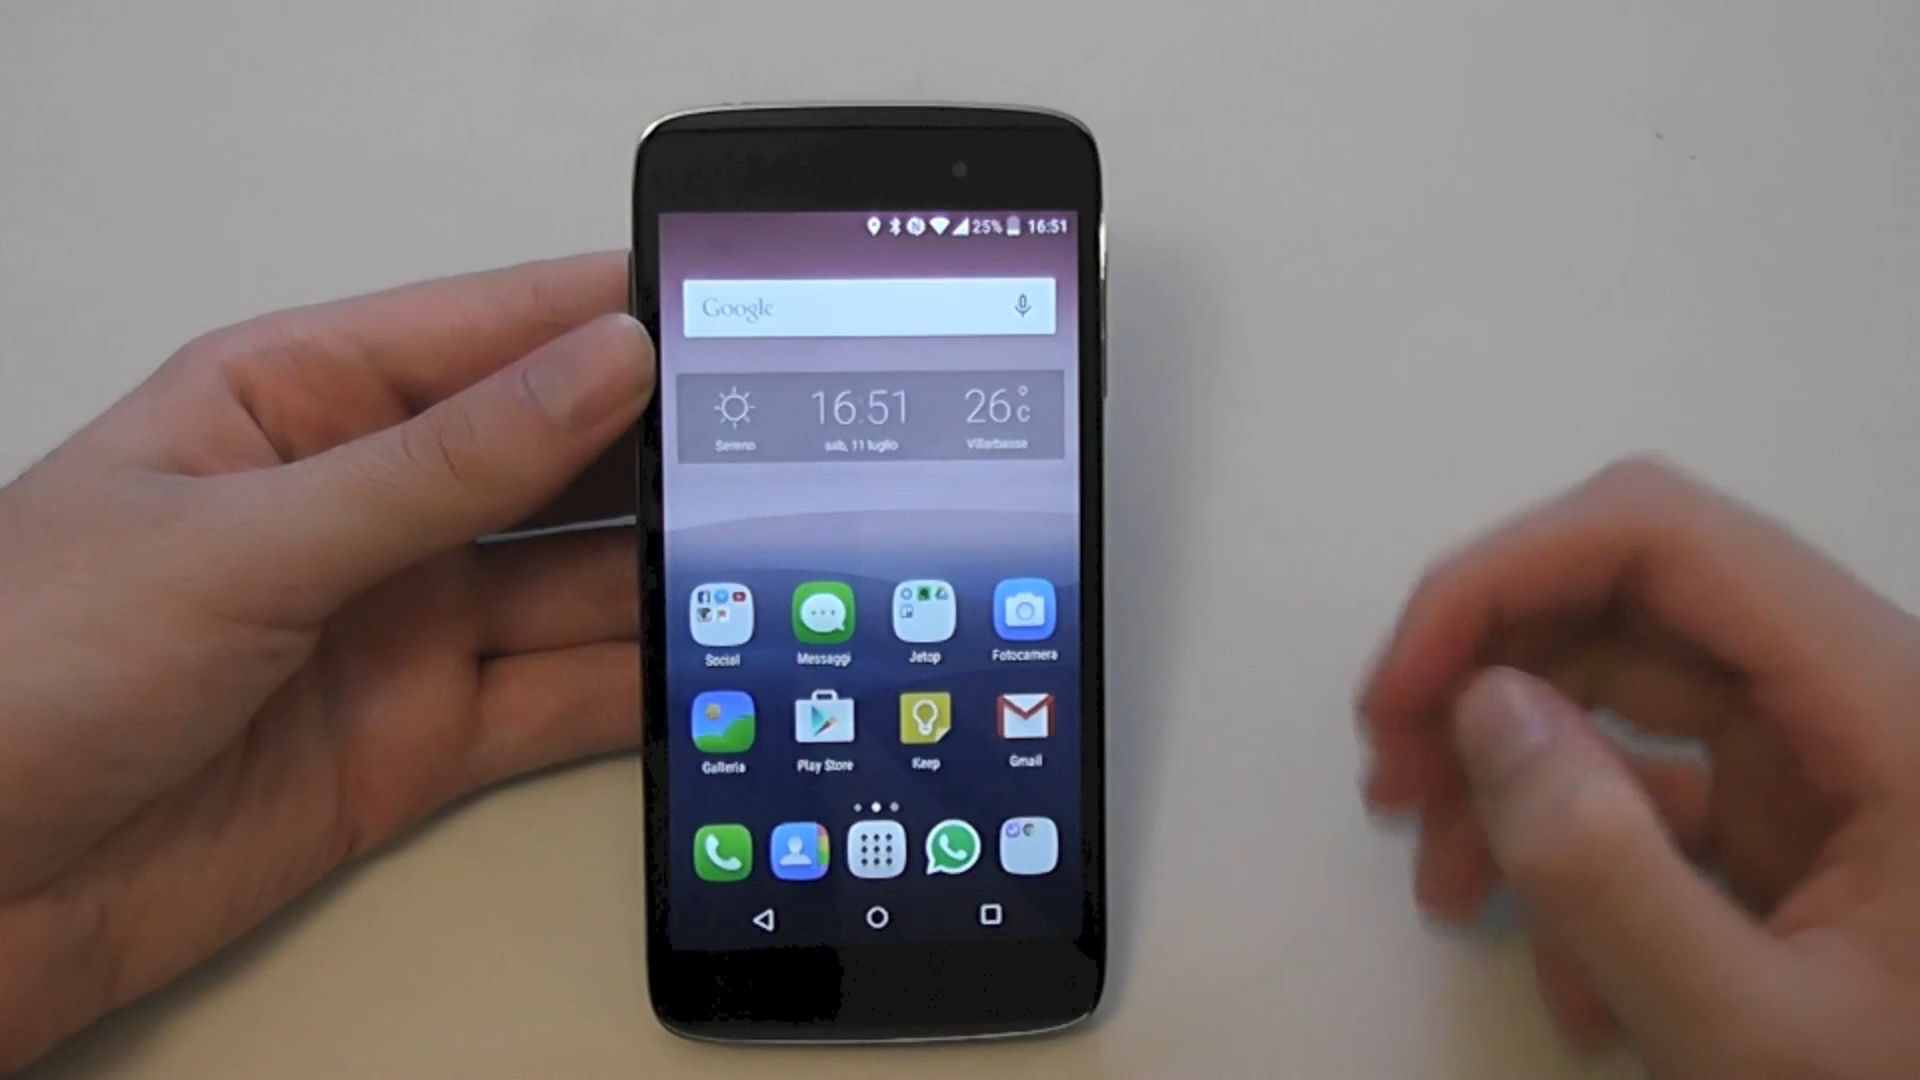 25% 16:51
Google
16:51 26°C
Sereno sab, 11 luglio Villarbasse
Social Messaggi Jetop Fotocamera
Galleria Play Store Keep Gmail